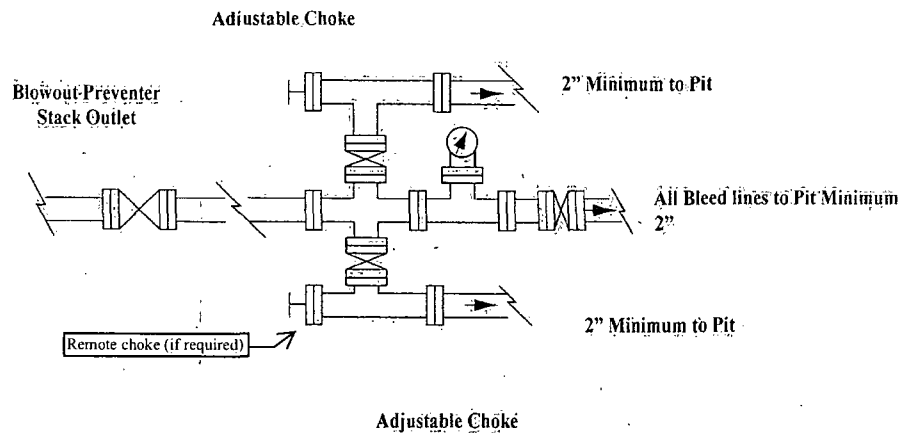 Adjustable Choke
Blowout Preventer
Stack Outlet
2" Minimum to Pit
All Bleed lines to Pit Minimum
2"
2" Minimum to Pit
Remote choke (if required)
Adjustable Choke